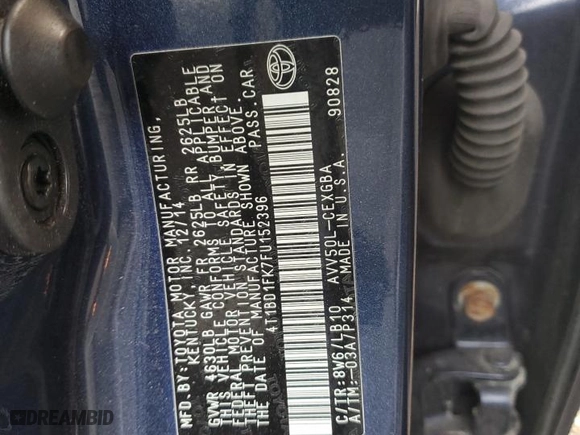 MFD. BY: TOYOTA MOTOR MANUFACTURING,
KENTUCKY, INC. 12/14
GVWR 4630LB GAWR FR 2625LB RR 2625LB
THIS VEHICLE CONFORMS TO ALL APPLICABLE
FEDERAL MOTOR VEHICLE SAFETY, BUMPER, AND
THEFT PREVENTION STANDARDS IN EFFECT ON
THE DATE OF MANUFACTURE SHOWN ABOVE.
4T1BD1FK7FU152396 PASS.CAR
C/TR:8W6/LB10 AVV50L-CEXGBA
A/TM:-03A/P314 MADE IN U.S.A.
90828
DREAMBID